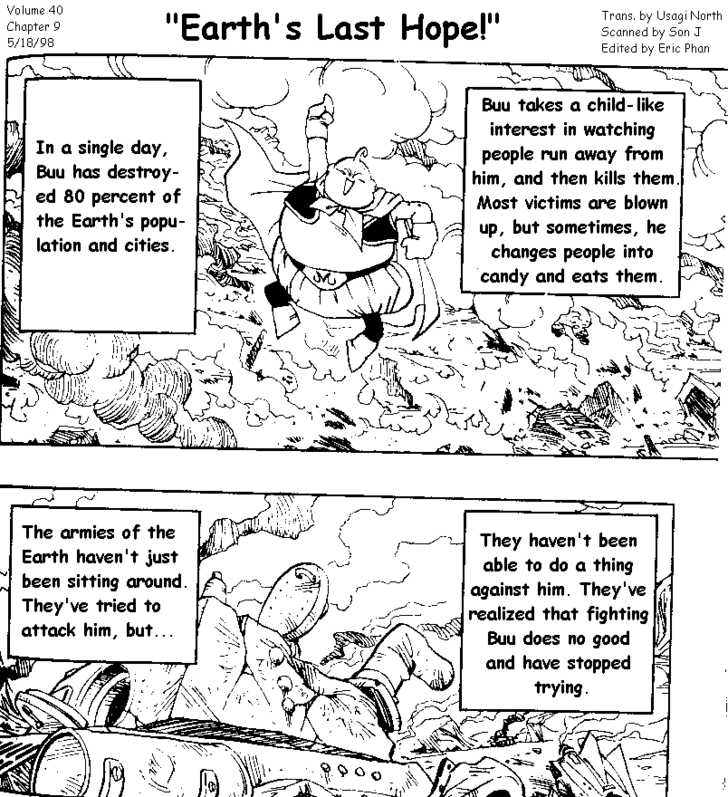 Volume 40
Chapter 9
5/18/98
"Earth's Last Hope!"
Trans. by Usagi North
Scanned by Son J
Edited by Eric Phan
In a single day,
Buu has destroy-
ed 80 percent of
the Earth's popu-
lation and cities.
Buu takes a child-like
interest in watching
people run away from
him, and then kills them.
Most victims are blown
up, but sometimes, he
changes people into
candy and eats them.
M
The armies of the
Earth haven't just
been sitting around.
They've tried to
attack him, but...
They haven't been
able to do a thing
against him. They've
realized that fighting
Buu does no good
and have stopped
trying.